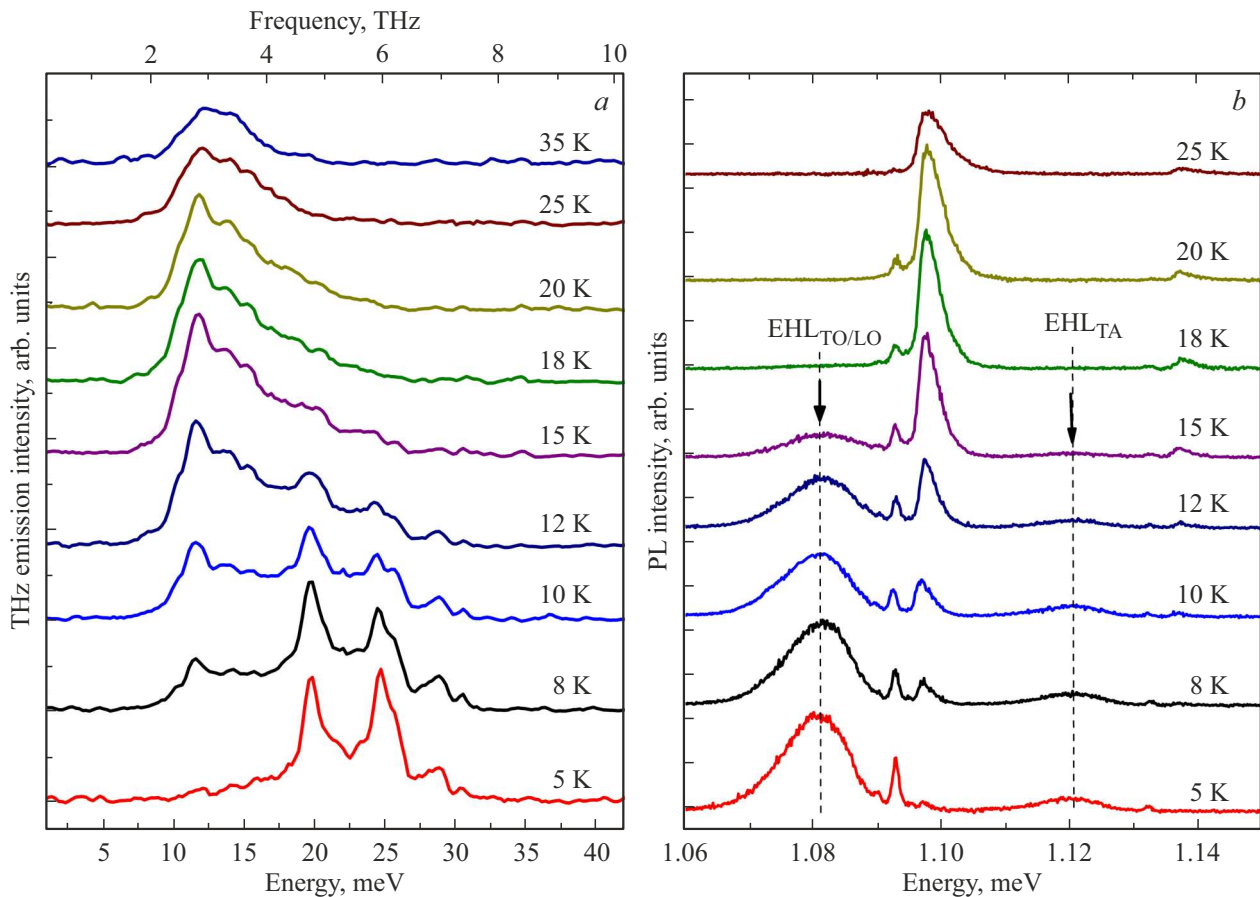 Frequency, THz
2 4 6 8 10
a
35 K
25 K
20 K
18 K
15 K
12 K
10 K
8 K
5 K
THz emission intensity, arb. units
5 10 15 20 25 30 35 40
Energy, meV
b
25 K
20 K
18 K
15 K
12 K
10 K
8 K
5 K
EHL_TO/LO
EHL_TA
PL intensity, arb. units
1.06 1.08 1.10 1.12 1.14
Energy, meV